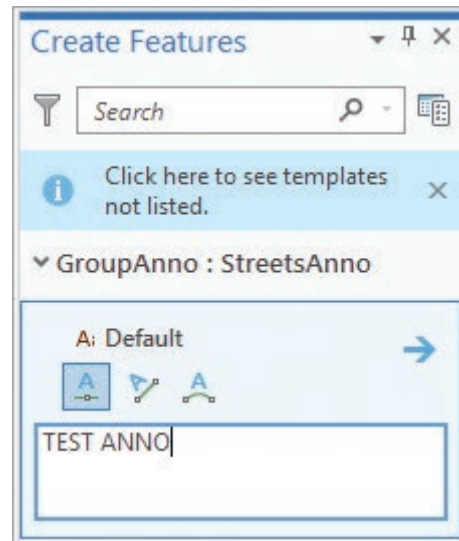 Create Features
Search
Click here to see templates
not listed.
GroupAnno : StreetsAnno
A: Default
TEST ANNO